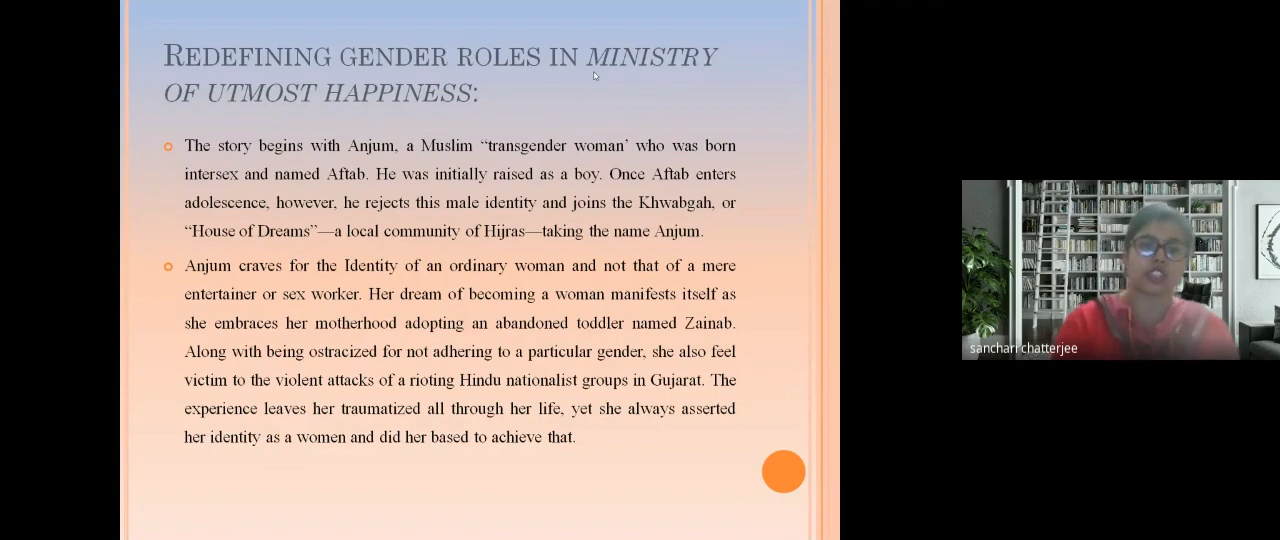 REDEFINING GENDER ROLES IN MINISTRY
OF UTMOST HAPPINESS:
The story begins with Anjum, a Muslim “transgender woman’ who was born
intersex and named Aftab. He was initially raised as a boy. Once Aftab enters
adolescence, however, he rejects this male identity and joins the Khwabgah, or
“House of Dreams”—a local community of Hijras—taking the name Anjum.
Anjum craves for the Identity of an ordinary woman and not that of a mere
entertainer or sex worker. Her dream of becoming a woman manifests itself as
she embraces her motherhood adopting an abandoned toddler named Zainab.
Along with being ostracized for not adhering to a particular gender, she also feel
victim to the violent attacks of a rioting Hindu nationalist groups in Gujarat. The
experience leaves her traumatized all through her life, yet she always asserted
her identity as a women and did her based to achieve that.
sanchari chatterjee